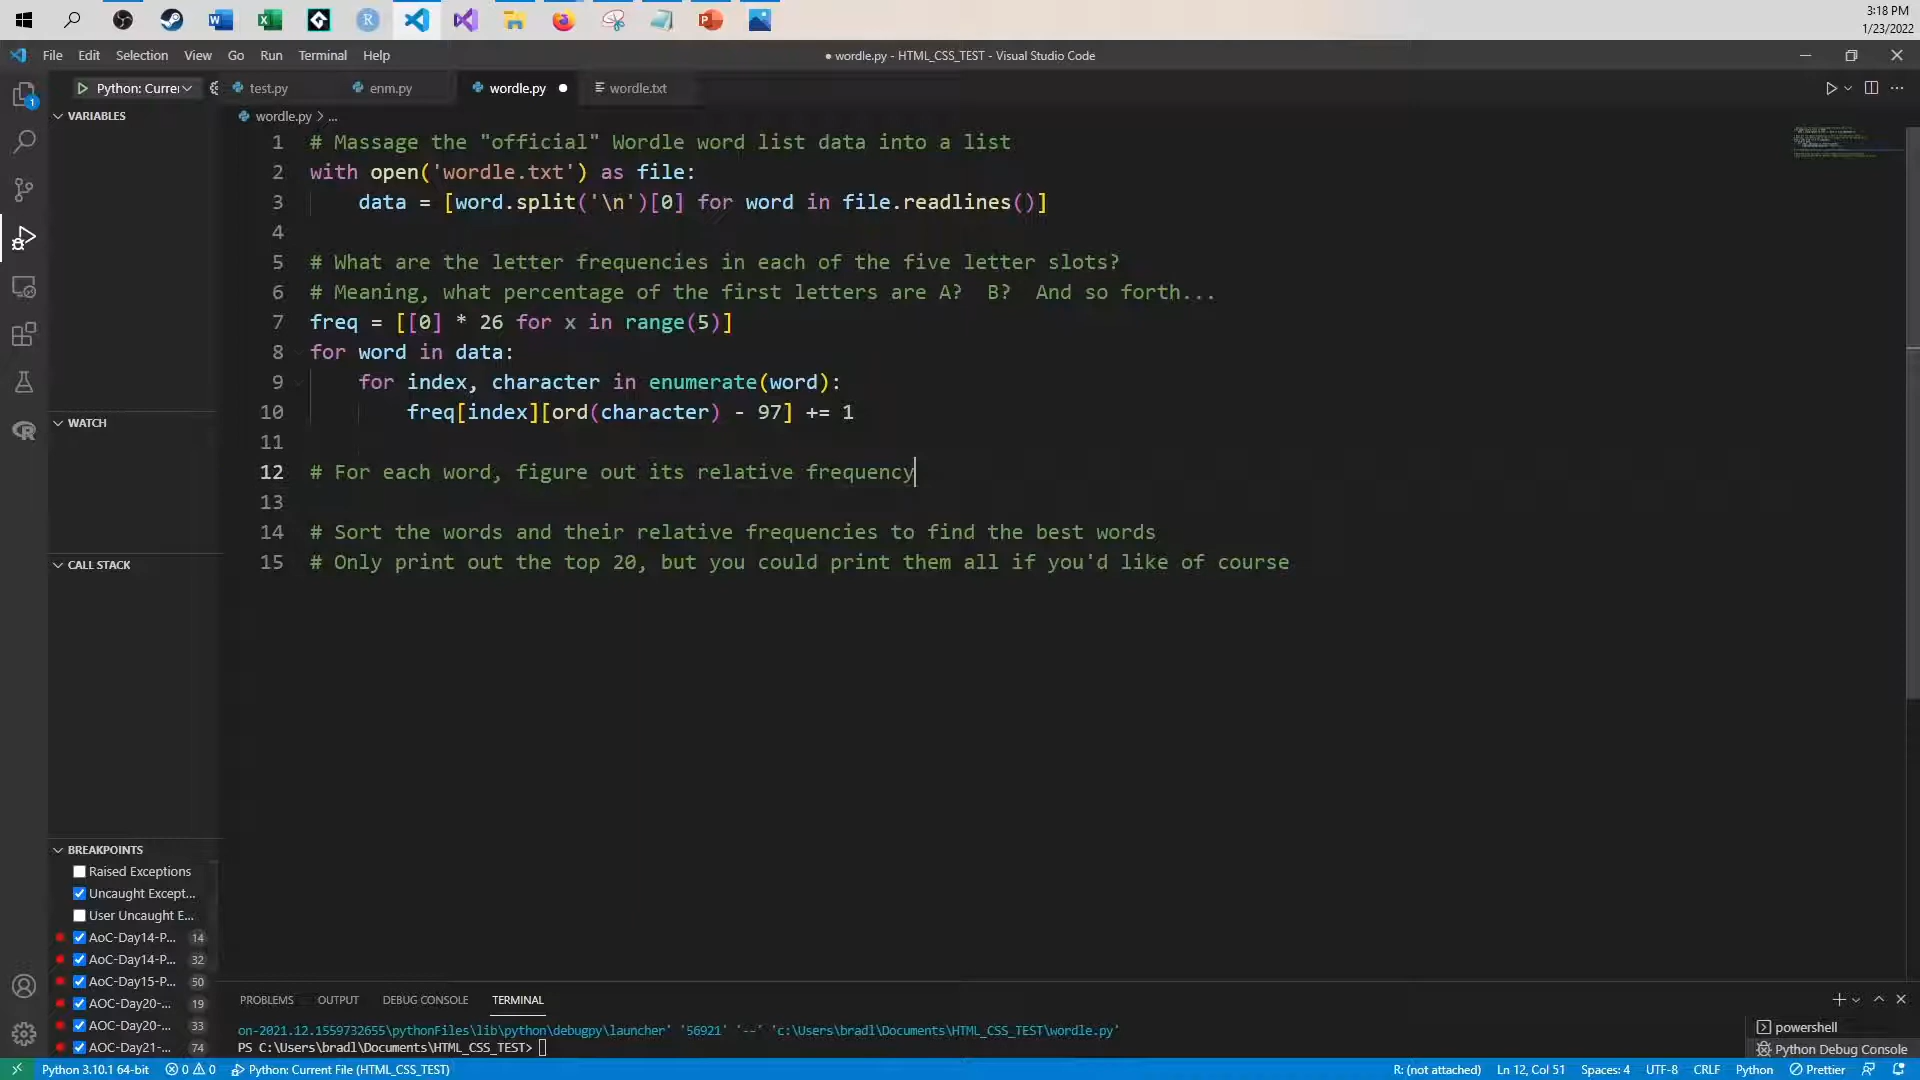 3:18 PM
1/23/2022
File Edit Selection View Go Run Terminal Help
● wordle.py - HTML_CSS_TEST - Visual Studio Code
Python: Currer
test.py
enm.py
wordle.py
wordle.txt
VARIABLES
wordle.py > ...
1 # Massage the "official" Wordle word list data into a list
2 with open('wordle.txt') as file:
3 data = [word.split('\n')[0] for word in file.readlines()]
4
5 # What are the letter frequencies in each of the five letter slots?
6 # Meaning, what percentage of the first letters are A?  B?  And so forth...
7 freq = [[0] * 26 for x in range(5)]
8 for word in data:
9 for index, character in enumerate(word):
10 freq[index][ord(character) - 97] += 1
11
12 # For each word, figure out its relative frequency
13
14 # Sort the words and their relative frequencies to find the best words
15 # Only print out the top 20, but you could print them all if you'd like of course
WATCH
CALL STACK
BREAKPOINTS
Raised Exceptions
Uncaught Except...
User Uncaught E...
AoC-Day14-P... 14
AoC-Day14-P... 32
AoC-Day15-P... 50
AOC-Day20-... 19
AOC-Day20-... 33
AOC-Day21-... 74
PROBLEMS OUTPUT DEBUG CONSOLE TERMINAL
on-2021.12.1559732655\pythonFiles\lib\python\debugpy\launcher' '56921' '--' 'c:\Users\bradl\Documents\HTML_CSS_TEST\wordle.py'
PS C:\Users\bradl\Documents\HTML_CSS_TEST>
powershell
Python Debug Console
Python 3.10.1 64-bit 0 0 Python: Current File (HTML_CSS_TEST)
R: (not attached) Ln 12, Col 51 Spaces: 4 UTF-8 CRLF Python Prettier